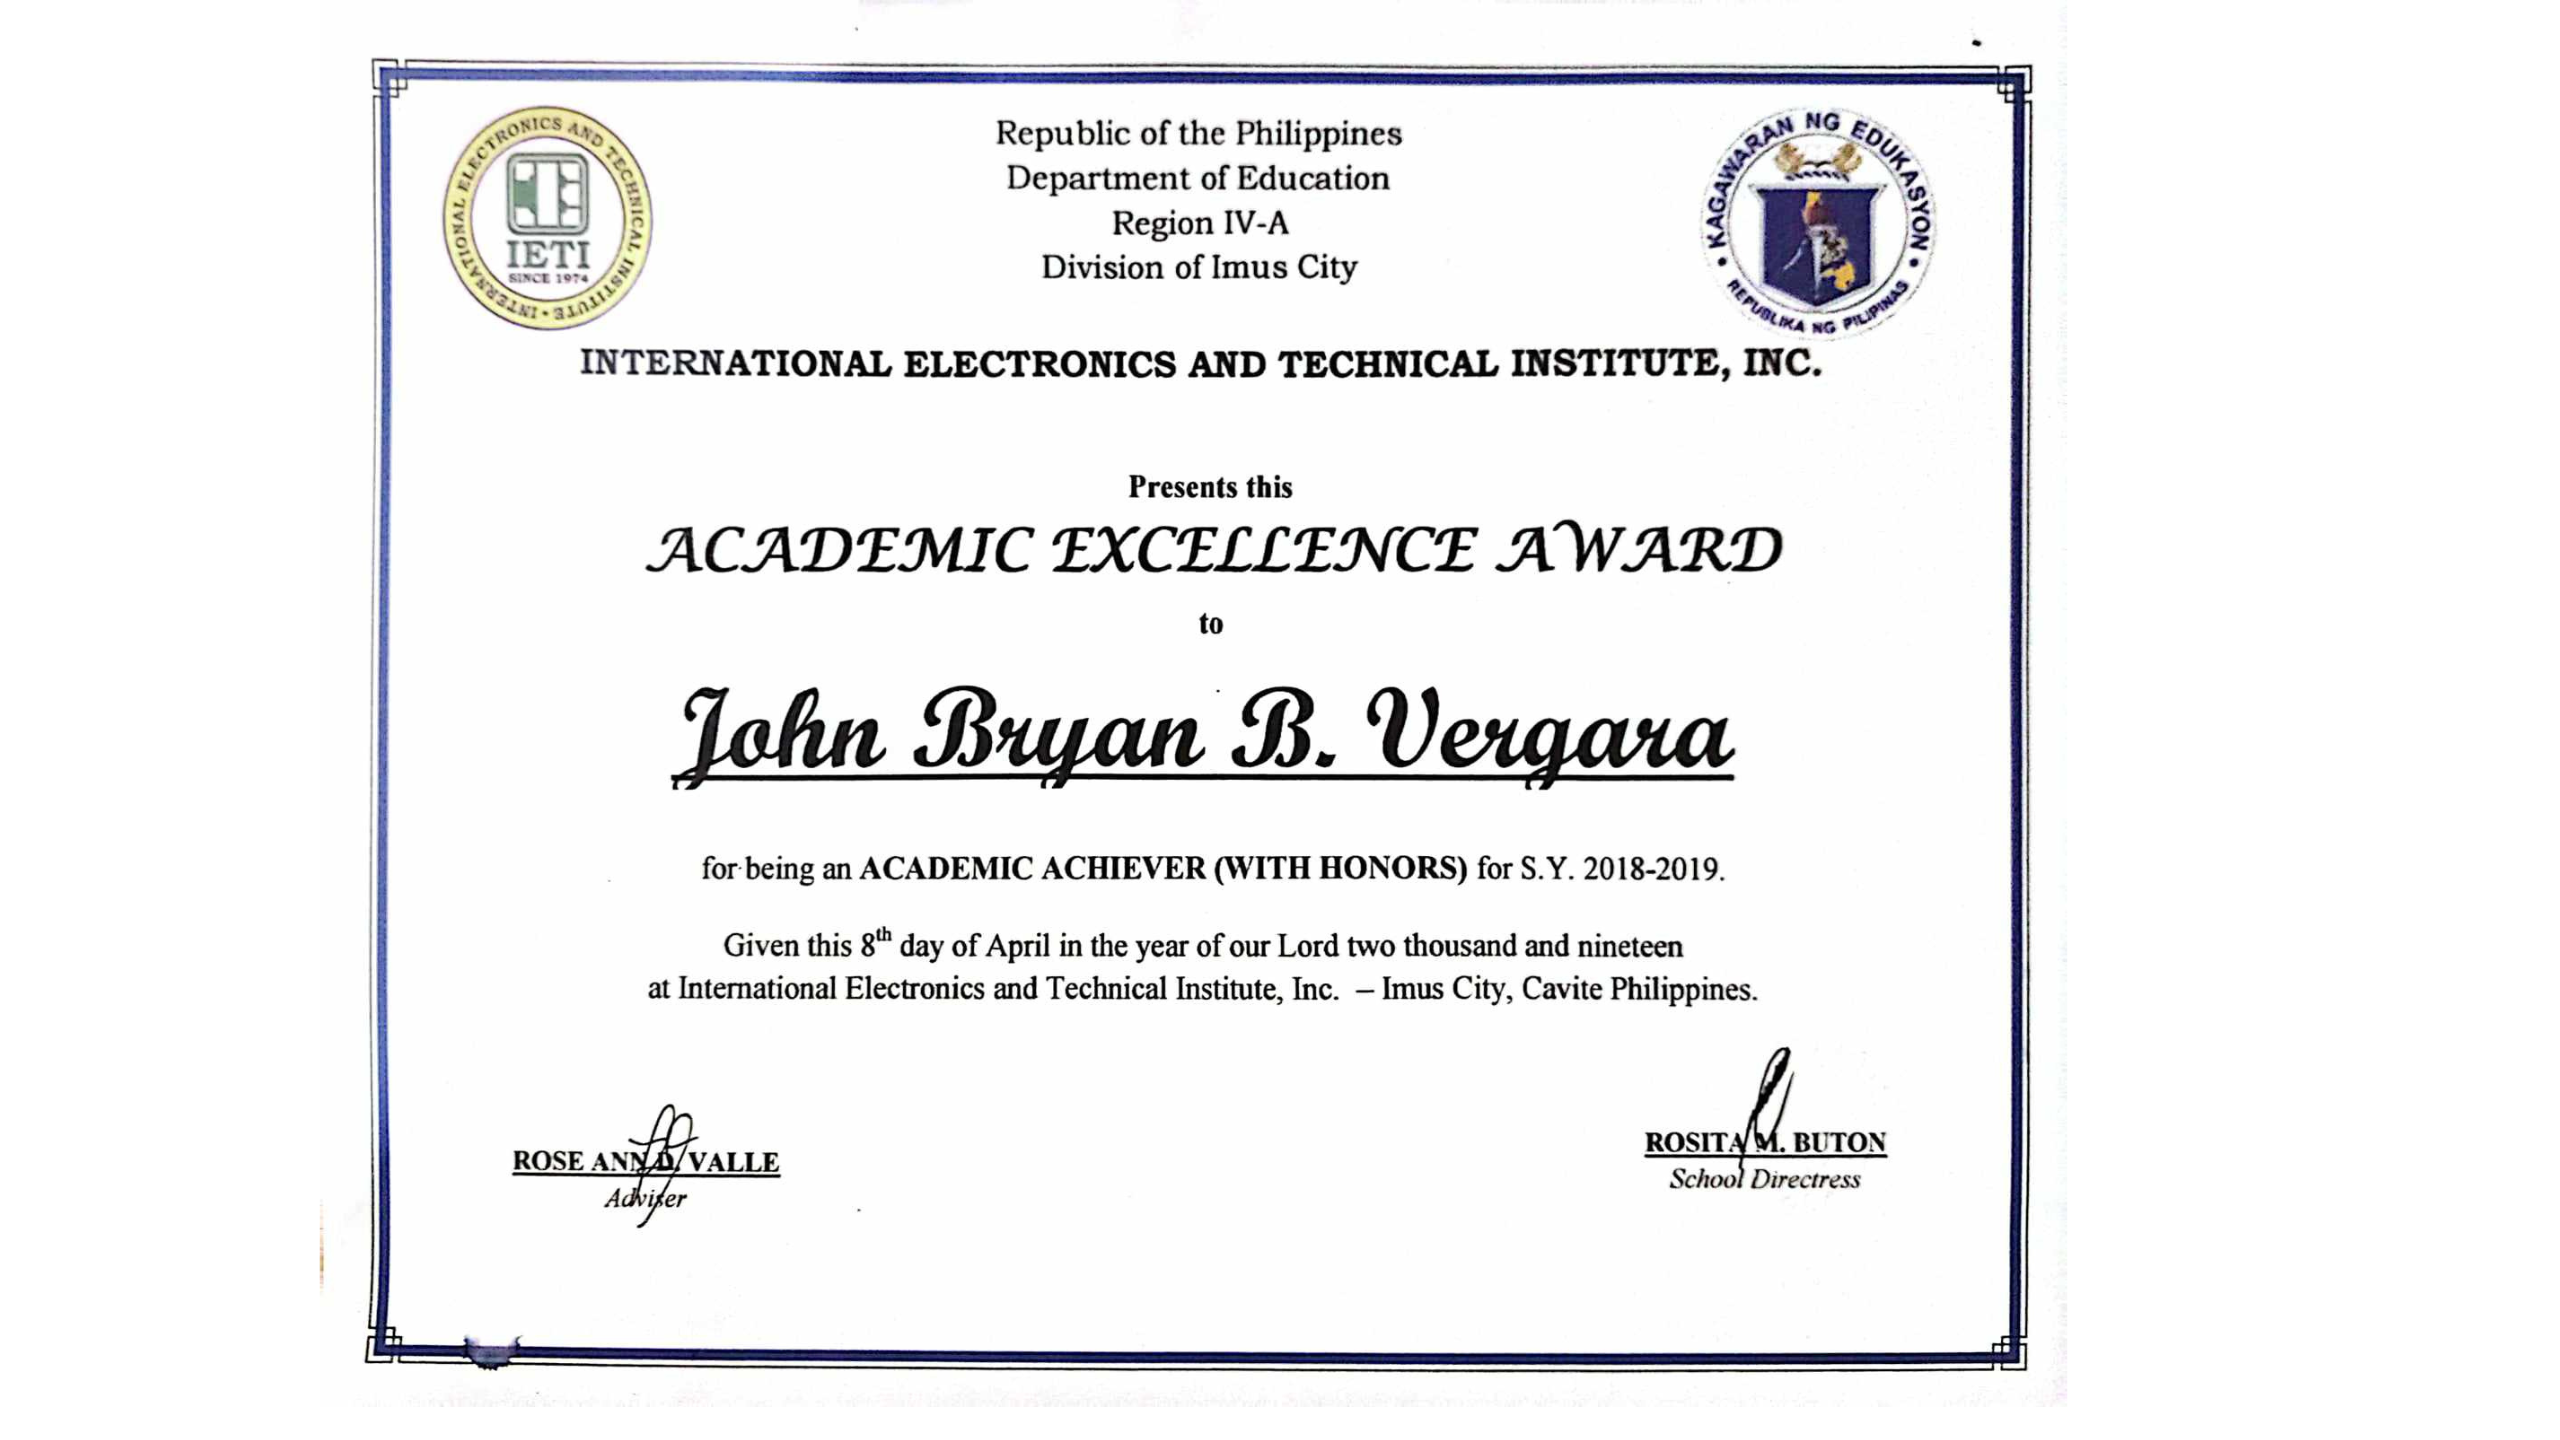 INTERNATIONAL ELECTRONICS AND TECHNICAL INSTITUTE
IETI
SINCE 1974
Republic of the Philippines
Department of Education
Region IV-A
Division of Imus City
KAGAWARAN NG EDUKASYON
REPUBLIKA NG PILIPINAS
INTERNATIONAL ELECTRONICS AND TECHNICAL INSTITUTE, INC.
Presents this
ACADEMIC EXCELLENCE AWARD
to
John Bryan B. Vergara
for being an ACADEMIC ACHIEVER (WITH HONORS) for S.Y. 2018-2019.
Given this 8th day of April in the year of our Lord two thousand and nineteen
at International Electronics and Technical Institute, Inc. – Imus City, Cavite Philippines.
ROSE ANN D. VALLE
Adviser
ROSITA M. BUTON
School Directress